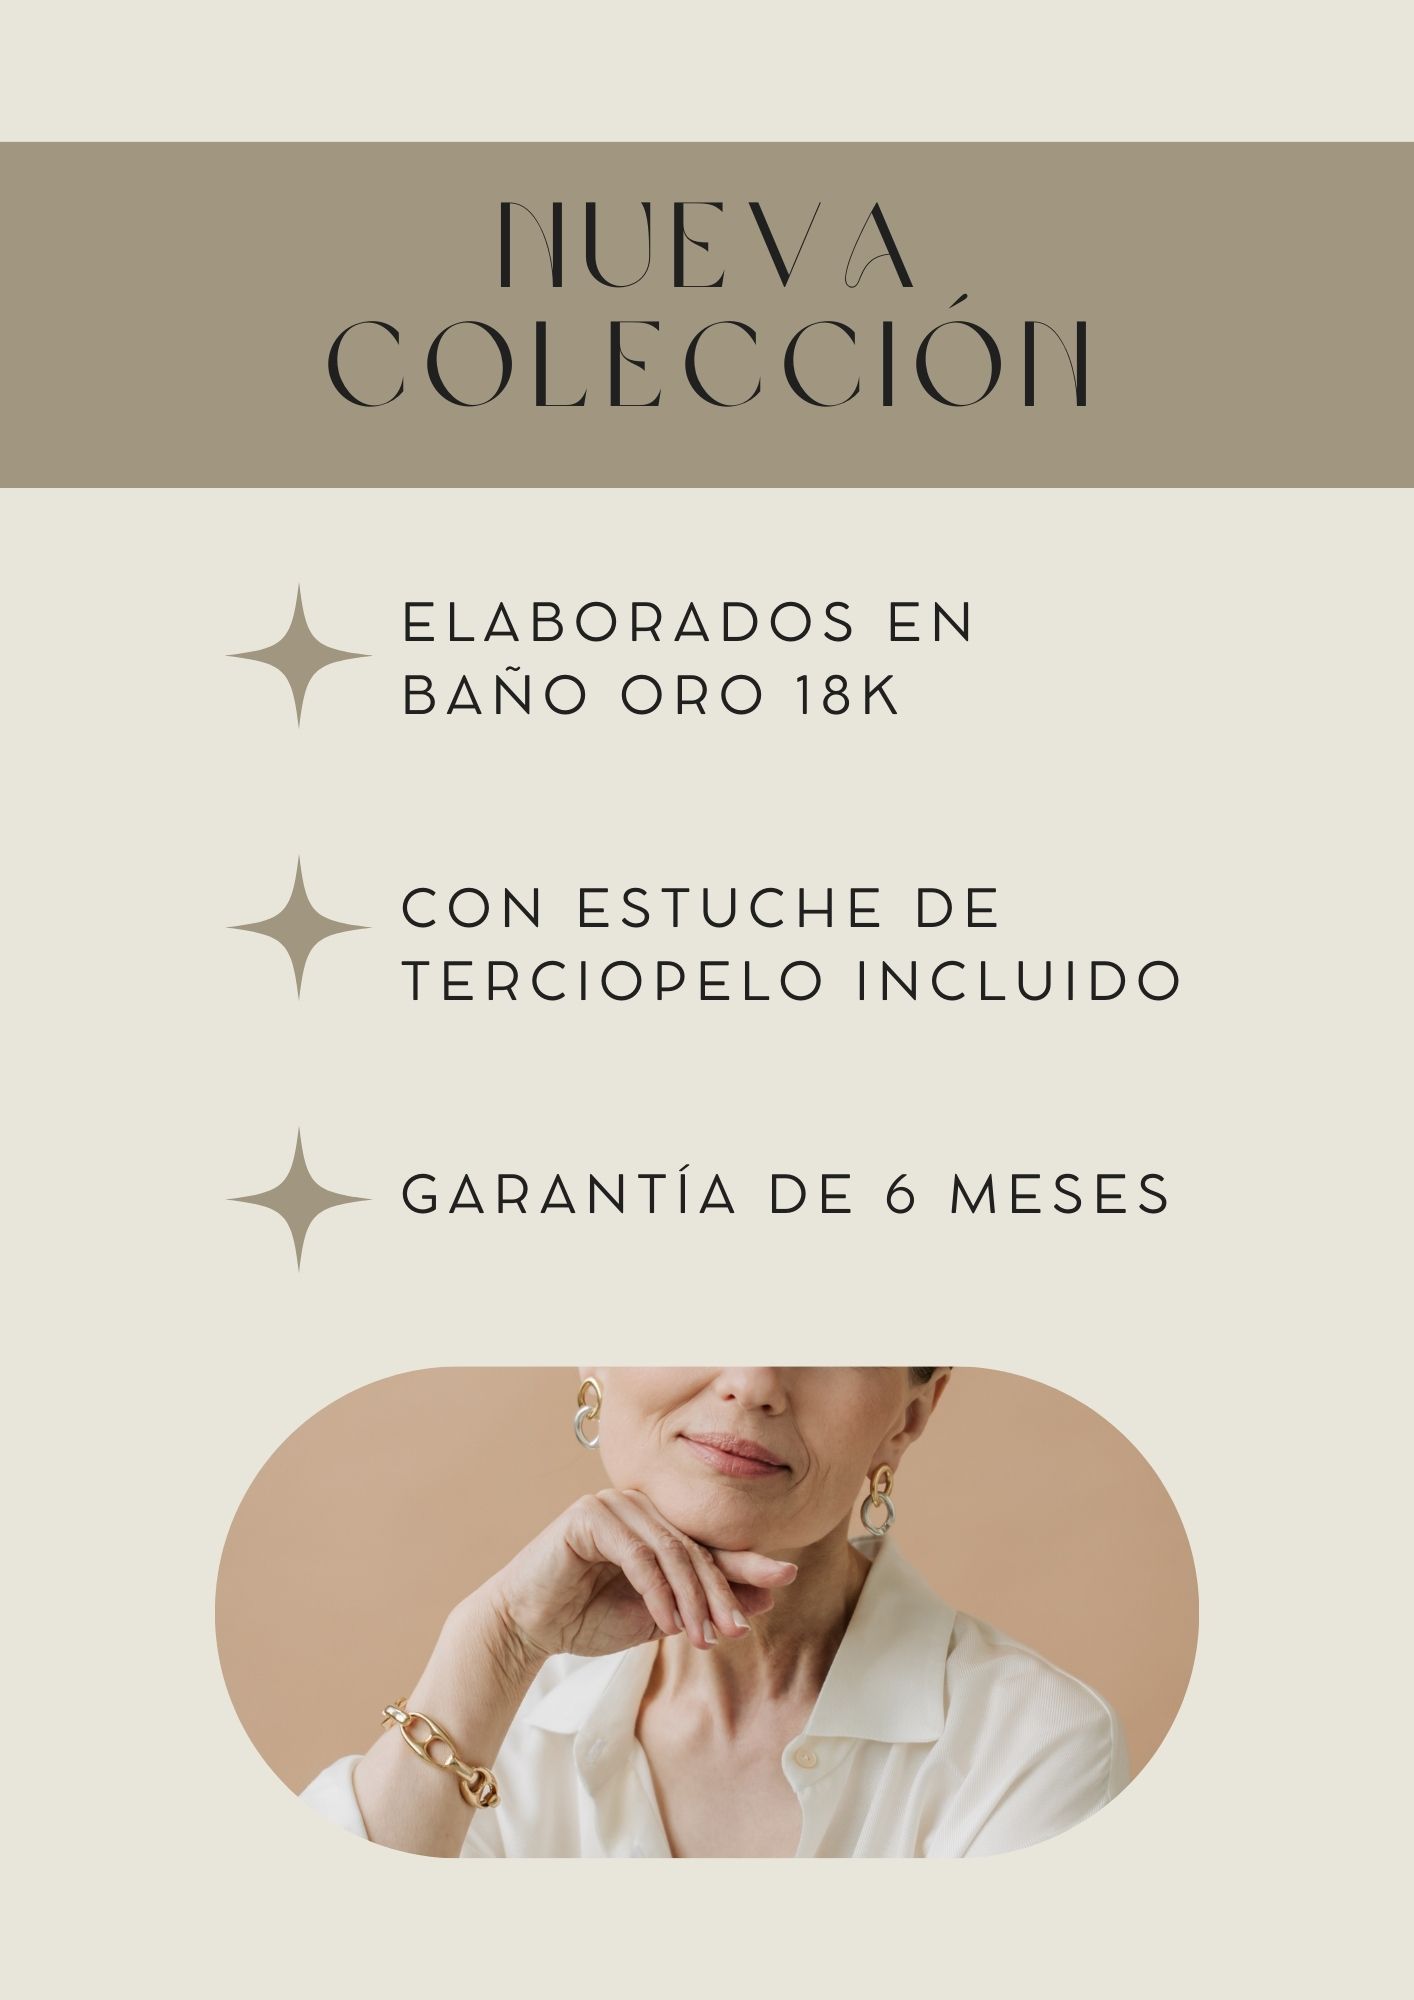 NUEVA
COLECCIÓN
ELABORADOS EN
BAÑO ORO 18K
CON ESTUCHE DE
TERCIOPELO INCLUIDO
GARANTÍA DE 6 MESES